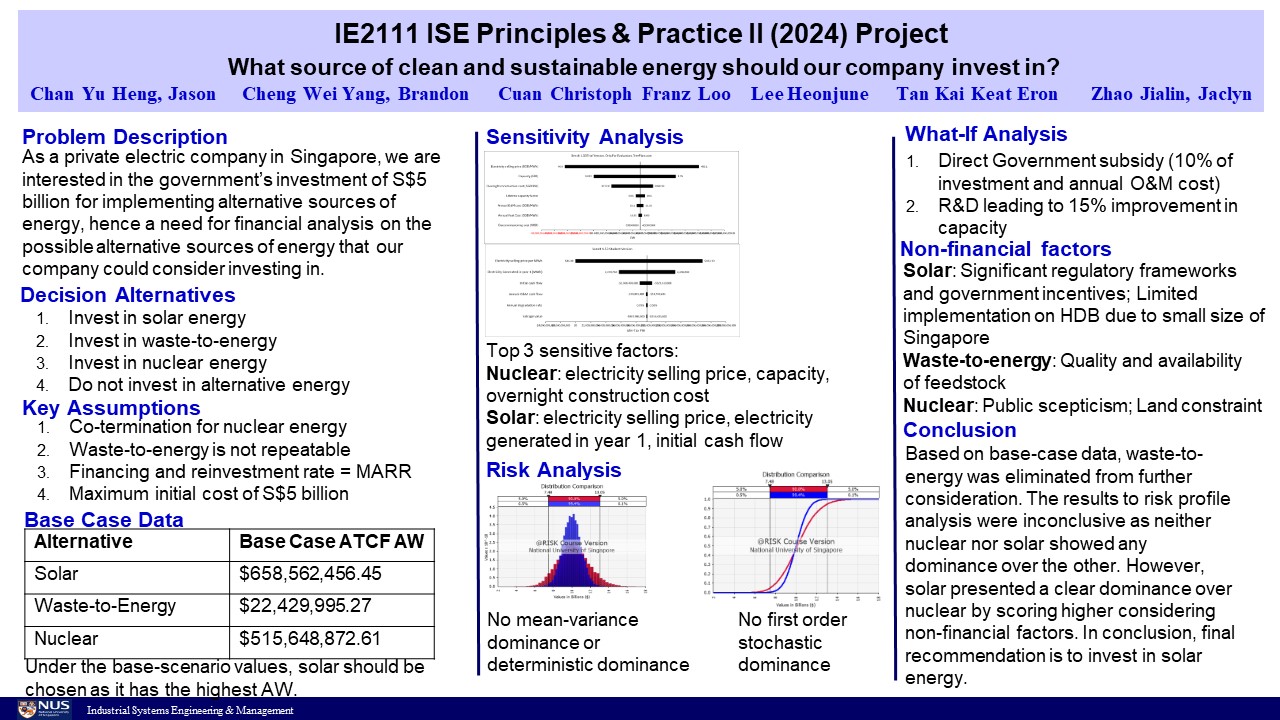 IE2111 ISE Principles & Practice II (2024) Project
What source of clean and sustainable energy should our company invest in?
Chan Yu Heng, Jason Cheng Wei Yang, Brandon Cuan Christoph Franz Loo Lee Heonjune Tan Kai Keat Eron Zhao Jialin, Jaclyn
Problem Description
As a private electric company in Singapore, we are
interested in the government's investment of S$5
billion for implementing alternative sources of
energy, hence a need for financial analysis on the
possible alternative sources of energy that our
company could consider investing in.
Decision Alternatives
1. Invest in solar energy
2. Invest in waste-to-energy
3. Invest in nuclear energy
4. Do not invest in alternative energy
Key Assumptions
1. Co-termination for nuclear energy
2. Waste-to-energy is not repeatable
3. Financing and reinvestment rate = MARR
4. Maximum initial cost of S$5 billion
Base Case Data
Alternative Base Case ATCF AW
Solar $658,562,456.45
Waste-to-Energy $22,429,995.27
Nuclear $515,648,872.61
Under the base-scenario values, solar should be
chosen as it has the highest AW.
Sensitivity Analysis
Top 3 sensitive factors:
Nuclear: electricity selling price, capacity,
overnight construction cost
Solar: electricity selling price, electricity
generated in year 1, initial cash flow
Risk Analysis
Distribution Comparison
@RISK Course Version
National University of Singapore
Values in Billions ($)
Distribution Comparison
@RISK Course Version
National University of Singapore
Values in Billions ($)
No mean-variance
dominance or
deterministic dominance
No first order
stochastic
dominance
What-If Analysis
1. Direct Government subsidy (10% of
investment and annual O&M cost)
2. R&D leading to 15% improvement in
capacity
Non-financial factors
Solar: Significant regulatory frameworks
and government incentives; Limited
implementation on HDB due to small size of
Singapore
Waste-to-energy: Quality and availability
of feedstock
Nuclear: Public scepticism; Land constraint
Conclusion
Based on base-case data, waste-to-
energy was eliminated from further
consideration. The results to risk profile
analysis were inconclusive as neither
nuclear nor solar showed any
dominance over the other. However,
solar presented a clear dominance over
nuclear by scoring higher considering
non-financial factors. In conclusion, final
recommendation is to invest in solar
energy.
NUS
Industrial Systems Engineering & Management